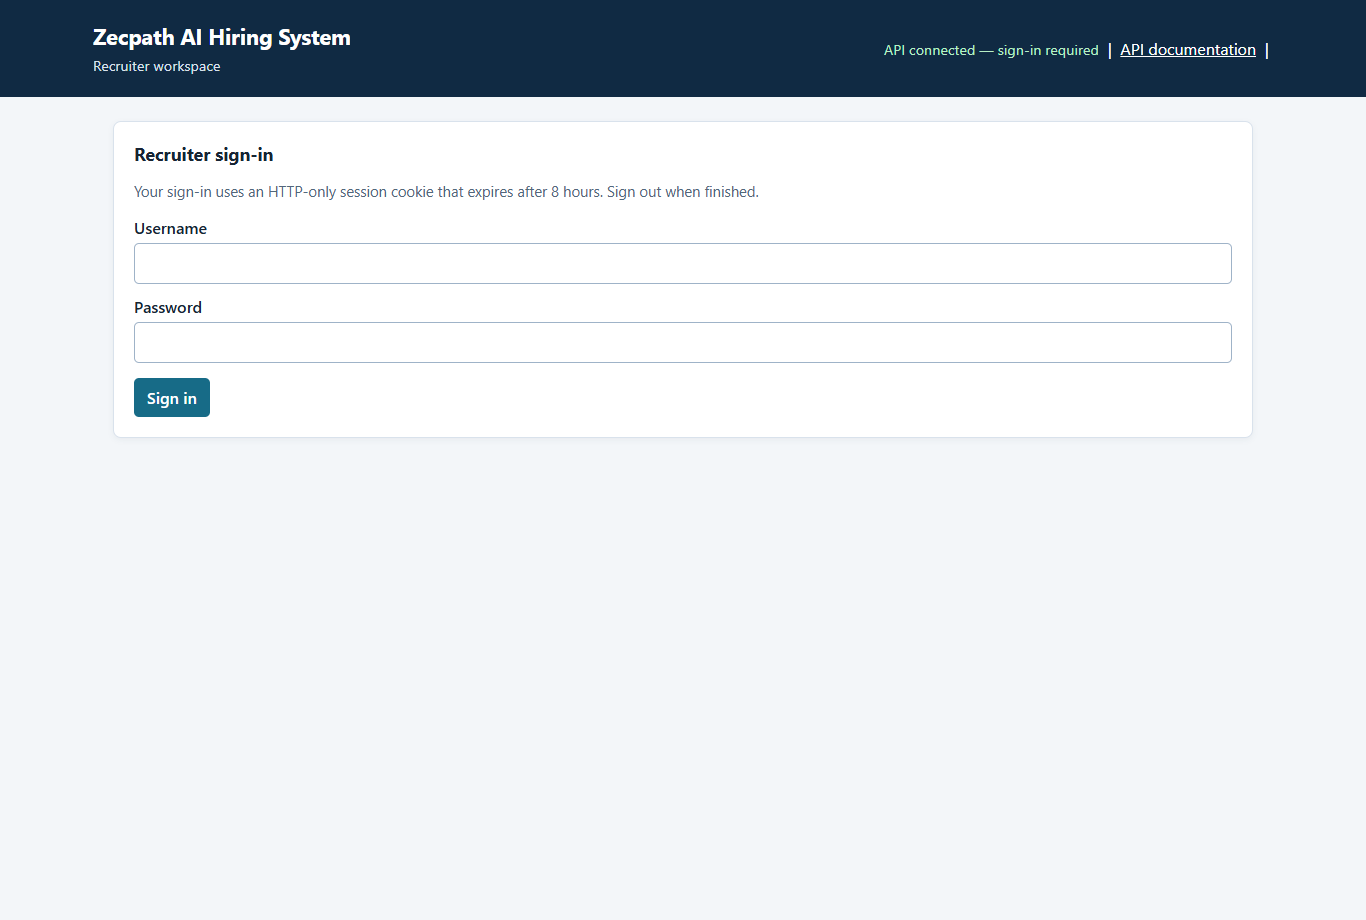 Zecpath AI Hiring System
Recruiter workspace
API connected — sign-in required | API documentation |
Recruiter sign-in
Your sign-in uses an HTTP-only session cookie that expires after 8 hours. Sign out when finished.
Username
Password
Sign in